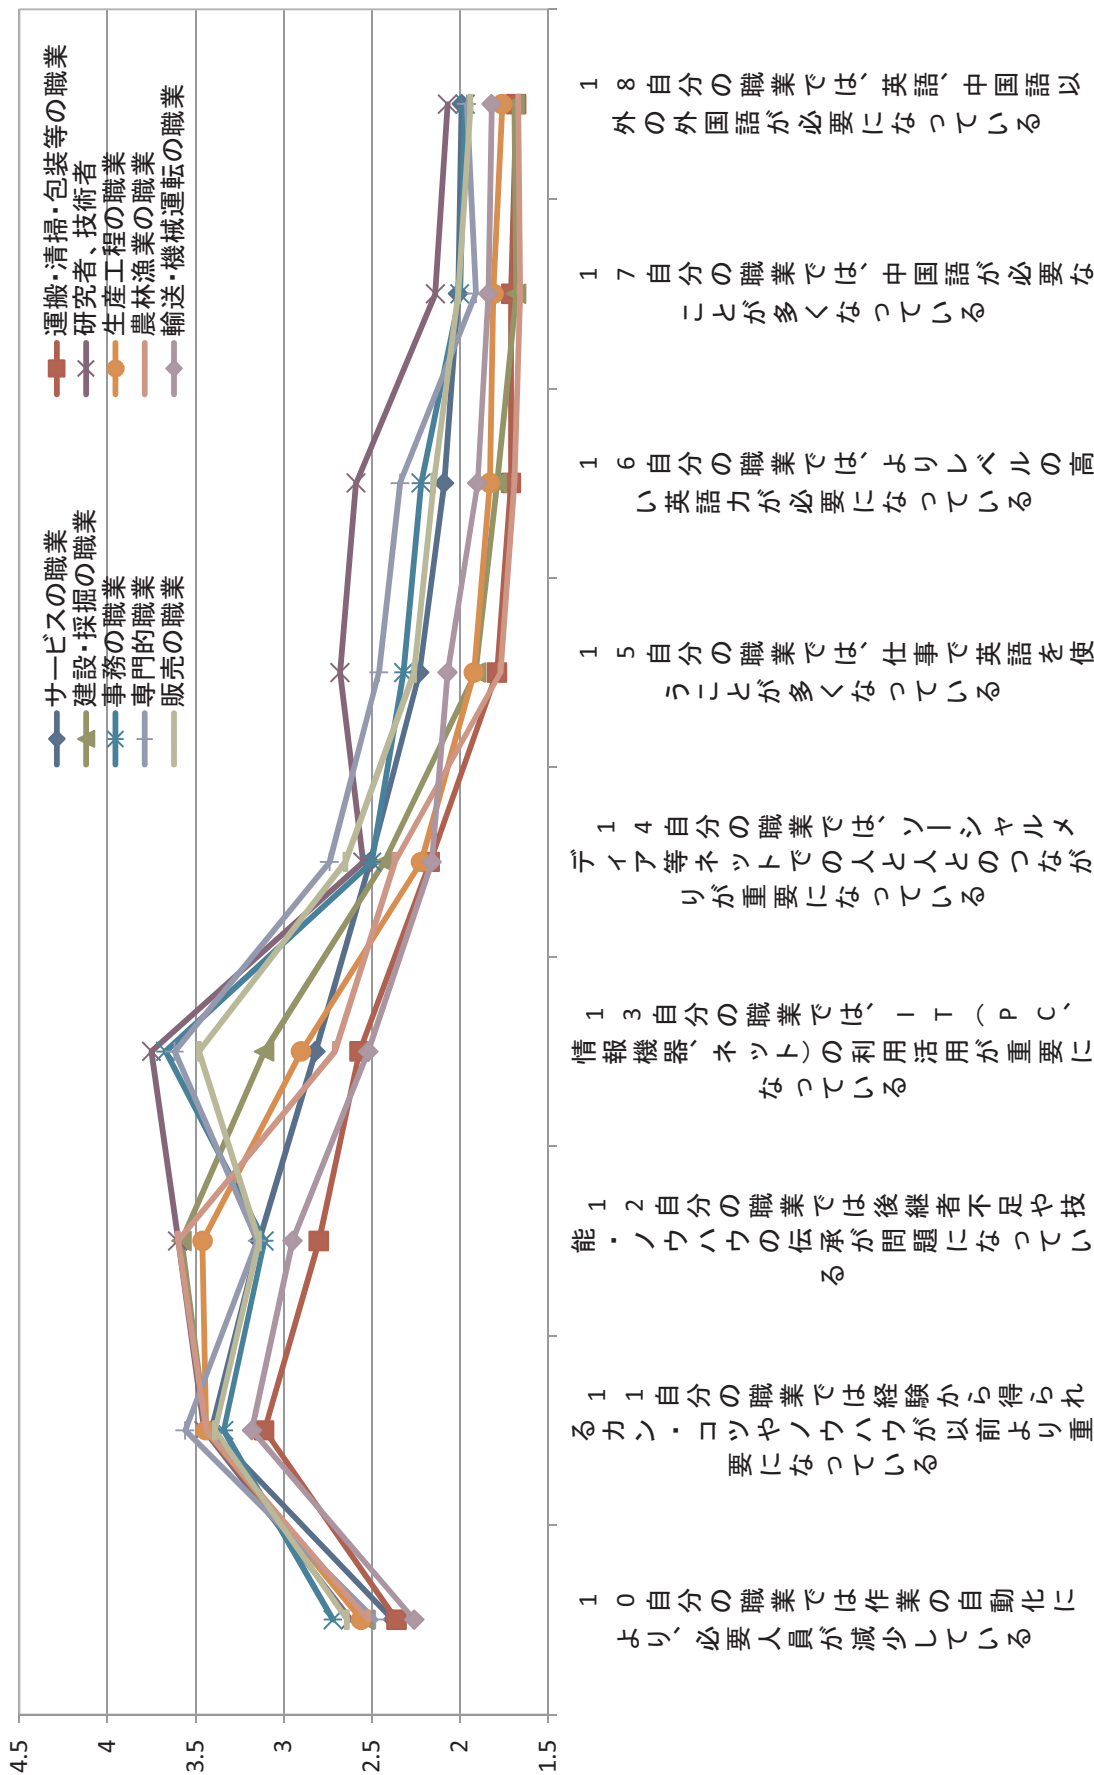 4.5
4
3.5
3
2.5
2
1.5
サービスの職業
運搬・清掃・包装等の職業
建設・採掘の職業
研究者、技術者
事務の職業
生産工程の職業
専門的職業
農林漁業の職業
販売の職業
輸送・機械運転の職業
10自分の職業では作業の自動化に
より、必要人員が減少している
11自分の職業では経験から得られ
るカン・コツやノウハウが以前より重
要になっている
12自分の職業では後継者不足や技
能・ノウハウの伝承が問題になってい
る
13自分の職業では、IT(PC、
情報機器、ネット)の利用活用が重要に
なっている
14自分の職業では、ソーシャルメ
ディア等ネットでの人と人とのつなが
りが重要になっている
15自分の職業では、仕事で英語を使
うことが多くなっている
16自分の職業では、よりレベルの高
い英語力が必要になっている
17自分の職業では、中国語が必要な
ことが多くなっている
18自分の職業では、英語、中国語以
外の外国語が必要になっている